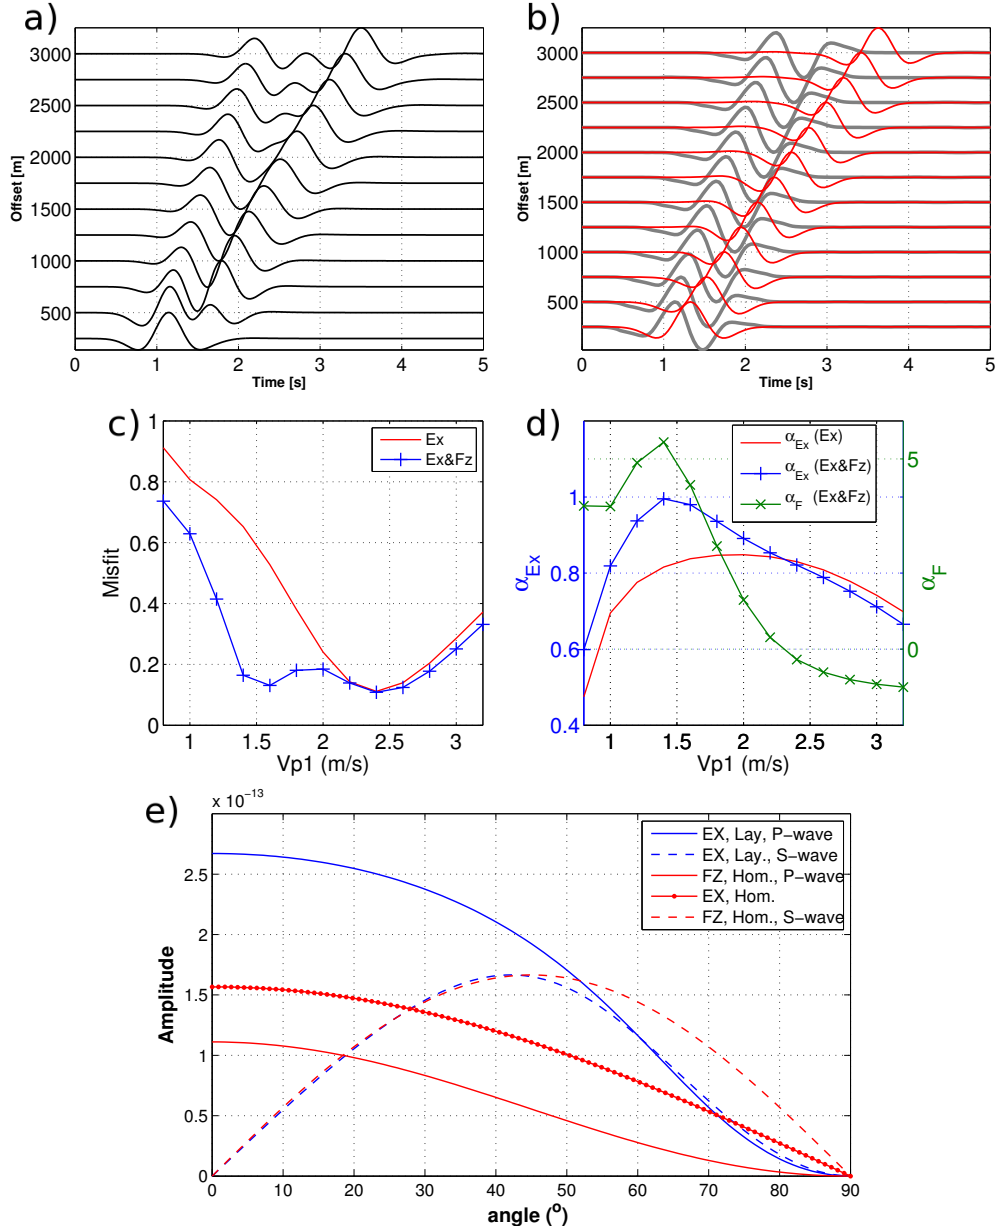 a)
3000
2500
2000
1500
1000
500
Offset [m]
0 1 2 3 4 5
Time [s]
b)
3000
2500
2000
1500
1000
500
Offset [m]
0 1 2 3 4 5
Time [s]
c)
1
0.8
0.6
0.4
0.2
0
Misfit
Ex
Ex&Fz
1 1.5 2 2.5 3
Vp1 (m/s)
d)
1
0.8
0.6
0.4
αEx
αEx (Ex)
αEx (Ex&Fz)
αF (Ex&Fz)
5
0
αF
1 1.5 2 2.5 3
Vp1 (m/s)
e)
x 10-13
2.5
2
1.5
1
0.5
0
Amplitude
EX, Lay, P-wave
EX, Lay., S-wave
FZ, Hom., P-wave
EX, Hom.
FZ, Hom., S-wave
0 10 20 30 40 50 60 70 80 90
angle (o)